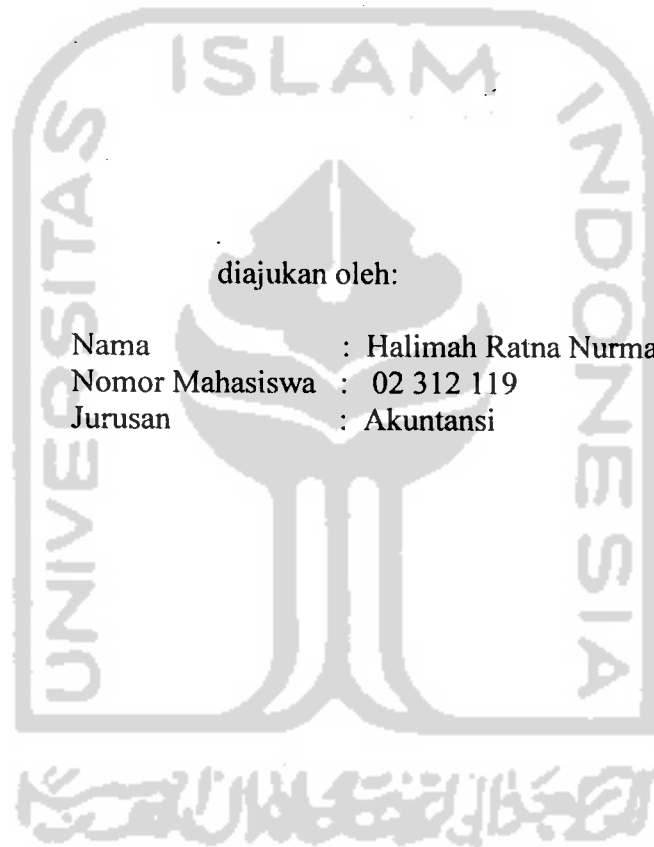 ISLAM
UNIVERSITAS
INDONESIA
diajukan oleh:
Nama : Halimah Ratna Nurma
Nomor Mahasiswa : 02 312 119
Jurusan : Akuntansi